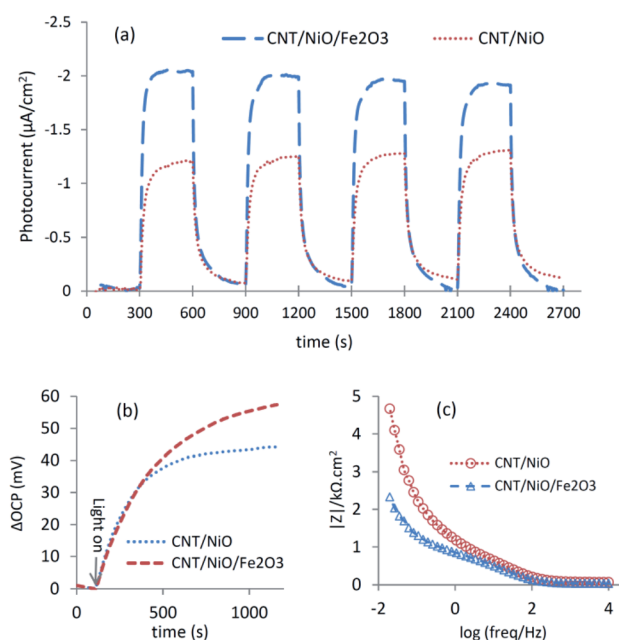 (a)
CNT/NiO/Fe2O3 CNT/NiO
-2.5
-2
-1.5
-1
-0.5
0
Photocurrent (µA/cm²)
0 300 600 900 1200 1500 1800 2100 2400 2700
time (s)
(b)
60
50
40
30
20
10
0
ΔOCP (mV)
Light on
CNT/NiO
CNT/NiO/Fe2O3
0 500 1000
time (s)
(c)
5
4
3
2
1
0
|Z|/kΩ.cm²
CNT/NiO
CNT/NiO/Fe2O3
-2 0 2 4
log (freq/Hz)